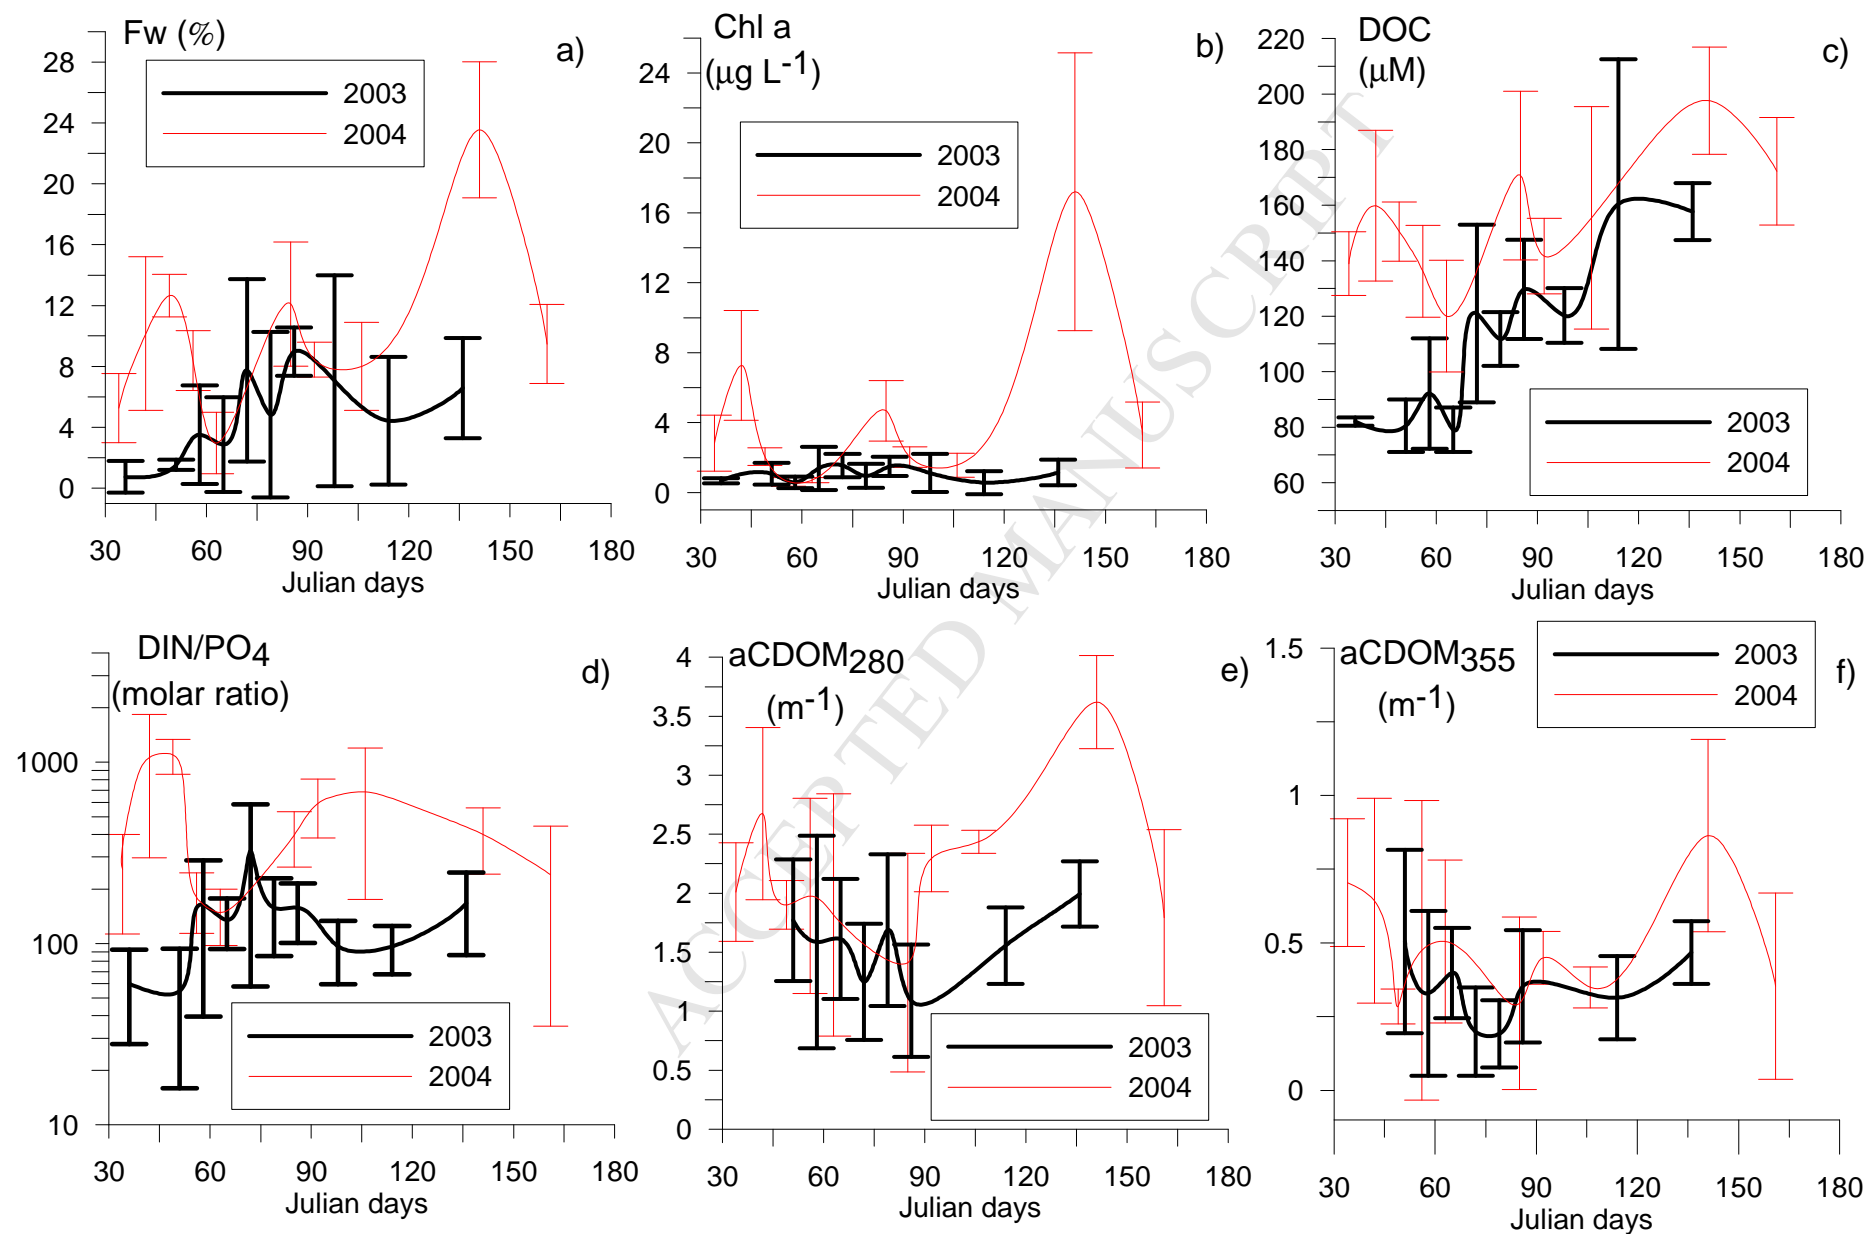 Fw (%)
a)
2003
2004
28
24
20
16
12
8
4
0
30 60 90 120 150 180
Julian days
Chl a
(μg L-1)
b)
2003
2004
24
20
16
12
8
4
0
30 60 90 120 150 180
Julian days
DOC
(μM)
c)
220
200
180
160
140
120
100
80
60
2003
2004
30 60 90 120 150 180
Julian days
DIN/PO4
(molar ratio)
d)
1000
100
10
2003
2004
30 60 90 120 150 180
Julian days
aCDOM280
(m-1)
e)
4
3.5
3
2.5
2
1.5
1
0.5
0
2003
2004
30 60 90 120 150 180
Julian days
aCDOM355
(m-1)
f)
2003
2004
1.5
1
0.5
0
30 60 90 120 150 180
Julian days
ACCEPTED MANUSCRIPT